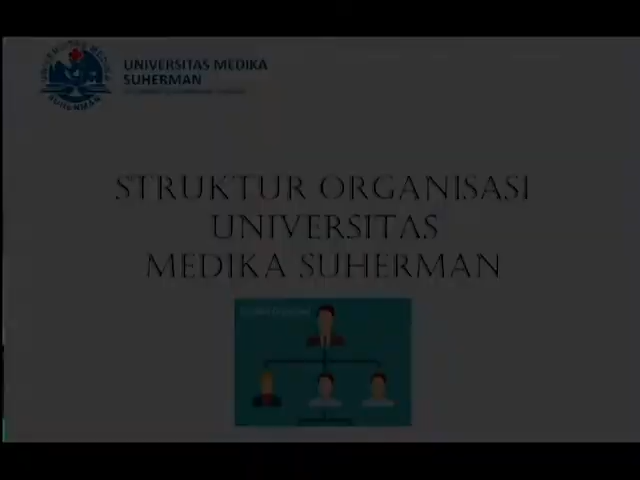 UNIVERSITAS MEDIKA
SUHERMAN
STRUKTUR ORGANISASI
UNIVERSITAS
MEDIKA SUHERMAN